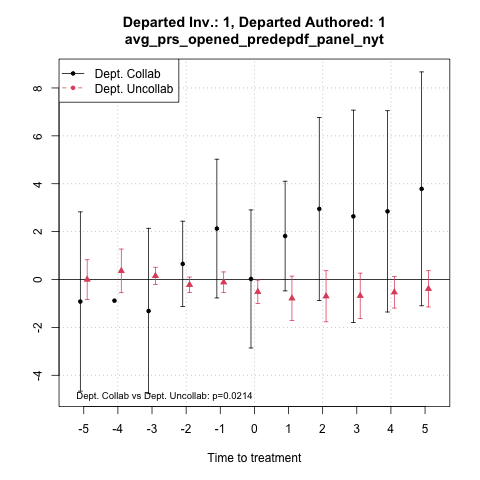 Departed Inv.: 1, Departed Authored: 1
avg_prs_opened_predepdf_panel_nyt
Dept. Collab
Dept. Uncollab
8
6
4
2
0
-2
-4
Dept. Collab vs Dept. Uncollab: p=0.0214
-5 -4 -3 -2 -1 0 1 2 3 4 5
Time to treatment